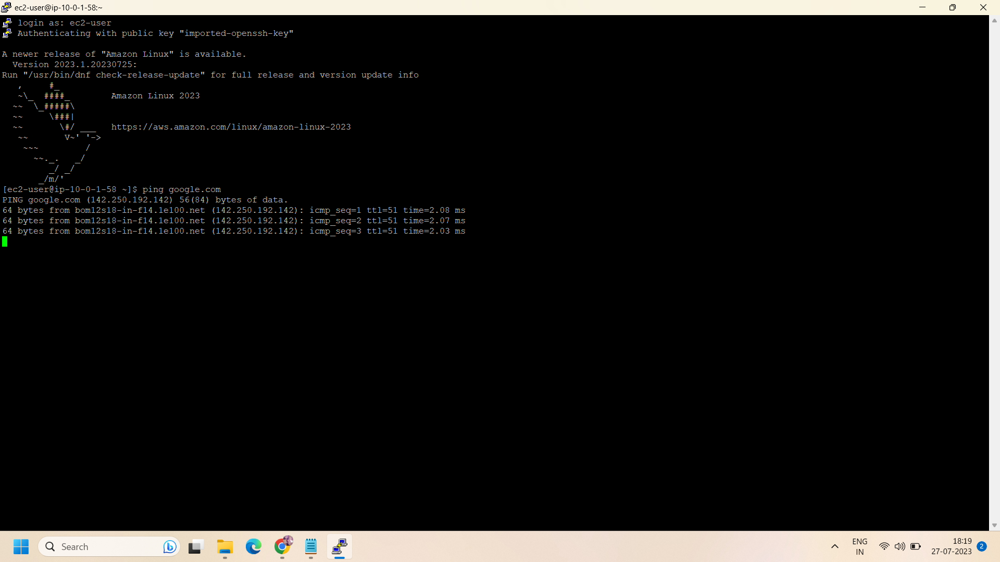 ec2-user@ip-10-0-1-58:~
login as: ec2-user
Authenticating with public key "imported-openssh-key"
A newer release of "Amazon Linux" is available.
  Version 2023.1.20230725:
Run "/usr/bin/dnf check-release-update" for full release and version update info
   ,     #_
   ~\_  ####_        Amazon Linux 2023
  ~~  \_#####\
  ~~     \###|
  ~~       \#/ ___   https://aws.amazon.com/linux/amazon-linux-2023
   ~~       V~' '->
    ~~~         /
      ~~._.   _/
         _/ _/
       _/m/'
[ec2-user@ip-10-0-1-58 ~]$ ping google.com
PING google.com (142.250.192.142) 56(84) bytes of data.
64 bytes from bom12s18-in-f14.1e100.net (142.250.192.142): icmp_seq=1 ttl=51 time=2.08 ms
64 bytes from bom12s18-in-f14.1e100.net (142.250.192.142): icmp_seq=2 ttl=51 time=2.07 ms
64 bytes from bom12s18-in-f14.1e100.net (142.250.192.142): icmp_seq=3 ttl=51 time=2.03 ms
Search
ENG
IN
18:19
27-07-2023
2